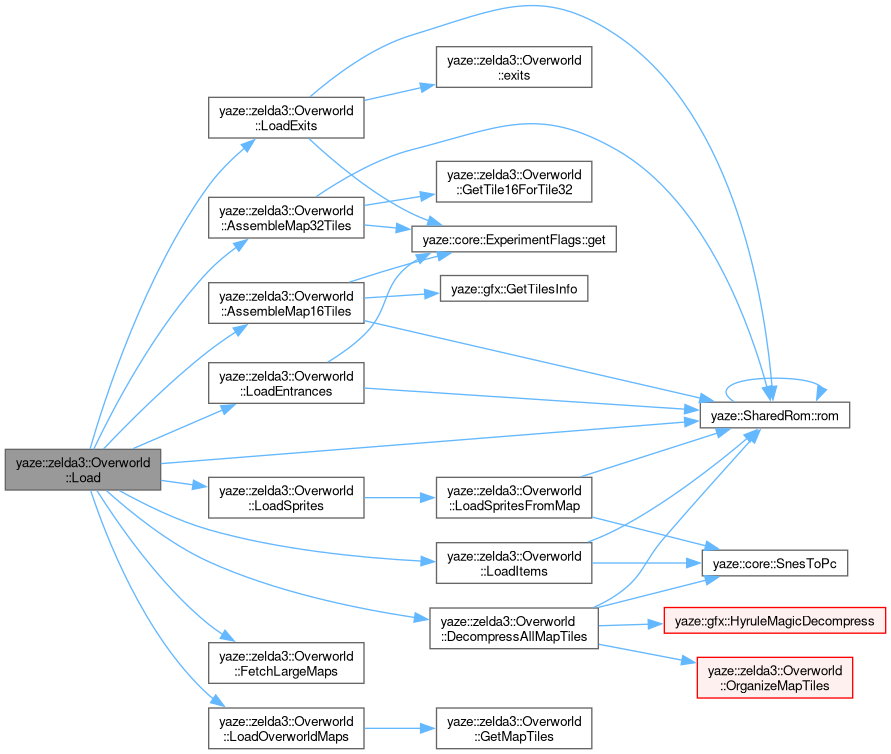 yaze::zelda3::Overworld
::Load
yaze::zelda3::Overworld
::LoadExits
yaze::zelda3::Overworld
::AssembleMap32Tiles
yaze::zelda3::Overworld
::AssembleMap16Tiles
yaze::zelda3::Overworld
::LoadEntrances
yaze::zelda3::Overworld
::LoadSprites
yaze::zelda3::Overworld
::FetchLargeMaps
yaze::zelda3::Overworld
::LoadOverworldMaps
yaze::zelda3::Overworld
::exits
yaze::zelda3::Overworld
::GetTile16ForTile32
yaze::core::ExperimentFlags::get
yaze::gfx::GetTilesInfo
yaze::zelda3::Overworld
::LoadSpritesFromMap
yaze::zelda3::Overworld
::LoadItems
yaze::zelda3::Overworld
::DecompressAllMapTiles
yaze::zelda3::Overworld
::GetMapTiles
yaze::SharedRom::rom
yaze::core::SnesToPc
yaze::gfx::HyruleMagicDecompress
yaze::zelda3::Overworld
::OrganizeMapTiles